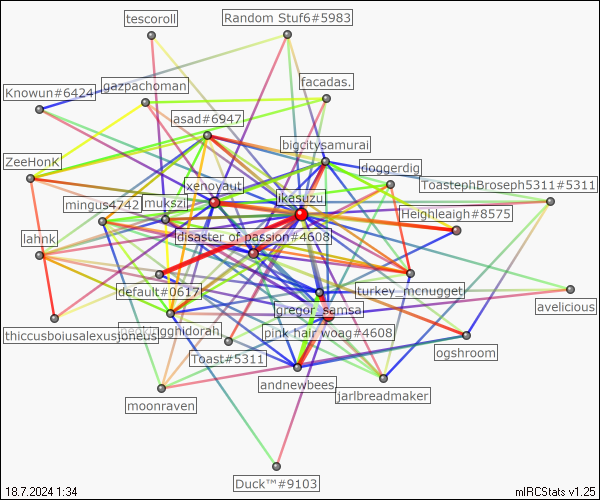 tescoroll
Random Stuf6#5983
facadas.
gazpachoman
Knowun#6424
asad#6947
bigcitysamurai
ZeeHonK
doggerdig
xenoyaut
ToastephBroseph5311#5311
ikasuzu
mingus4742
mukszi
Heighleaigh#8575
lahnk
disaster of passion#4608
default#0617
turkey_mcnugget
avelicious
gregor_samsa
thiccusboiusalexusjoneus
gghidorah
pink hair woag#4608
Toast#5311
ogshroom
andnewbees
jarlbreadmaker
moonraven
Duck™#9103
18.7.2024 1:34
mIRCStats v1.25